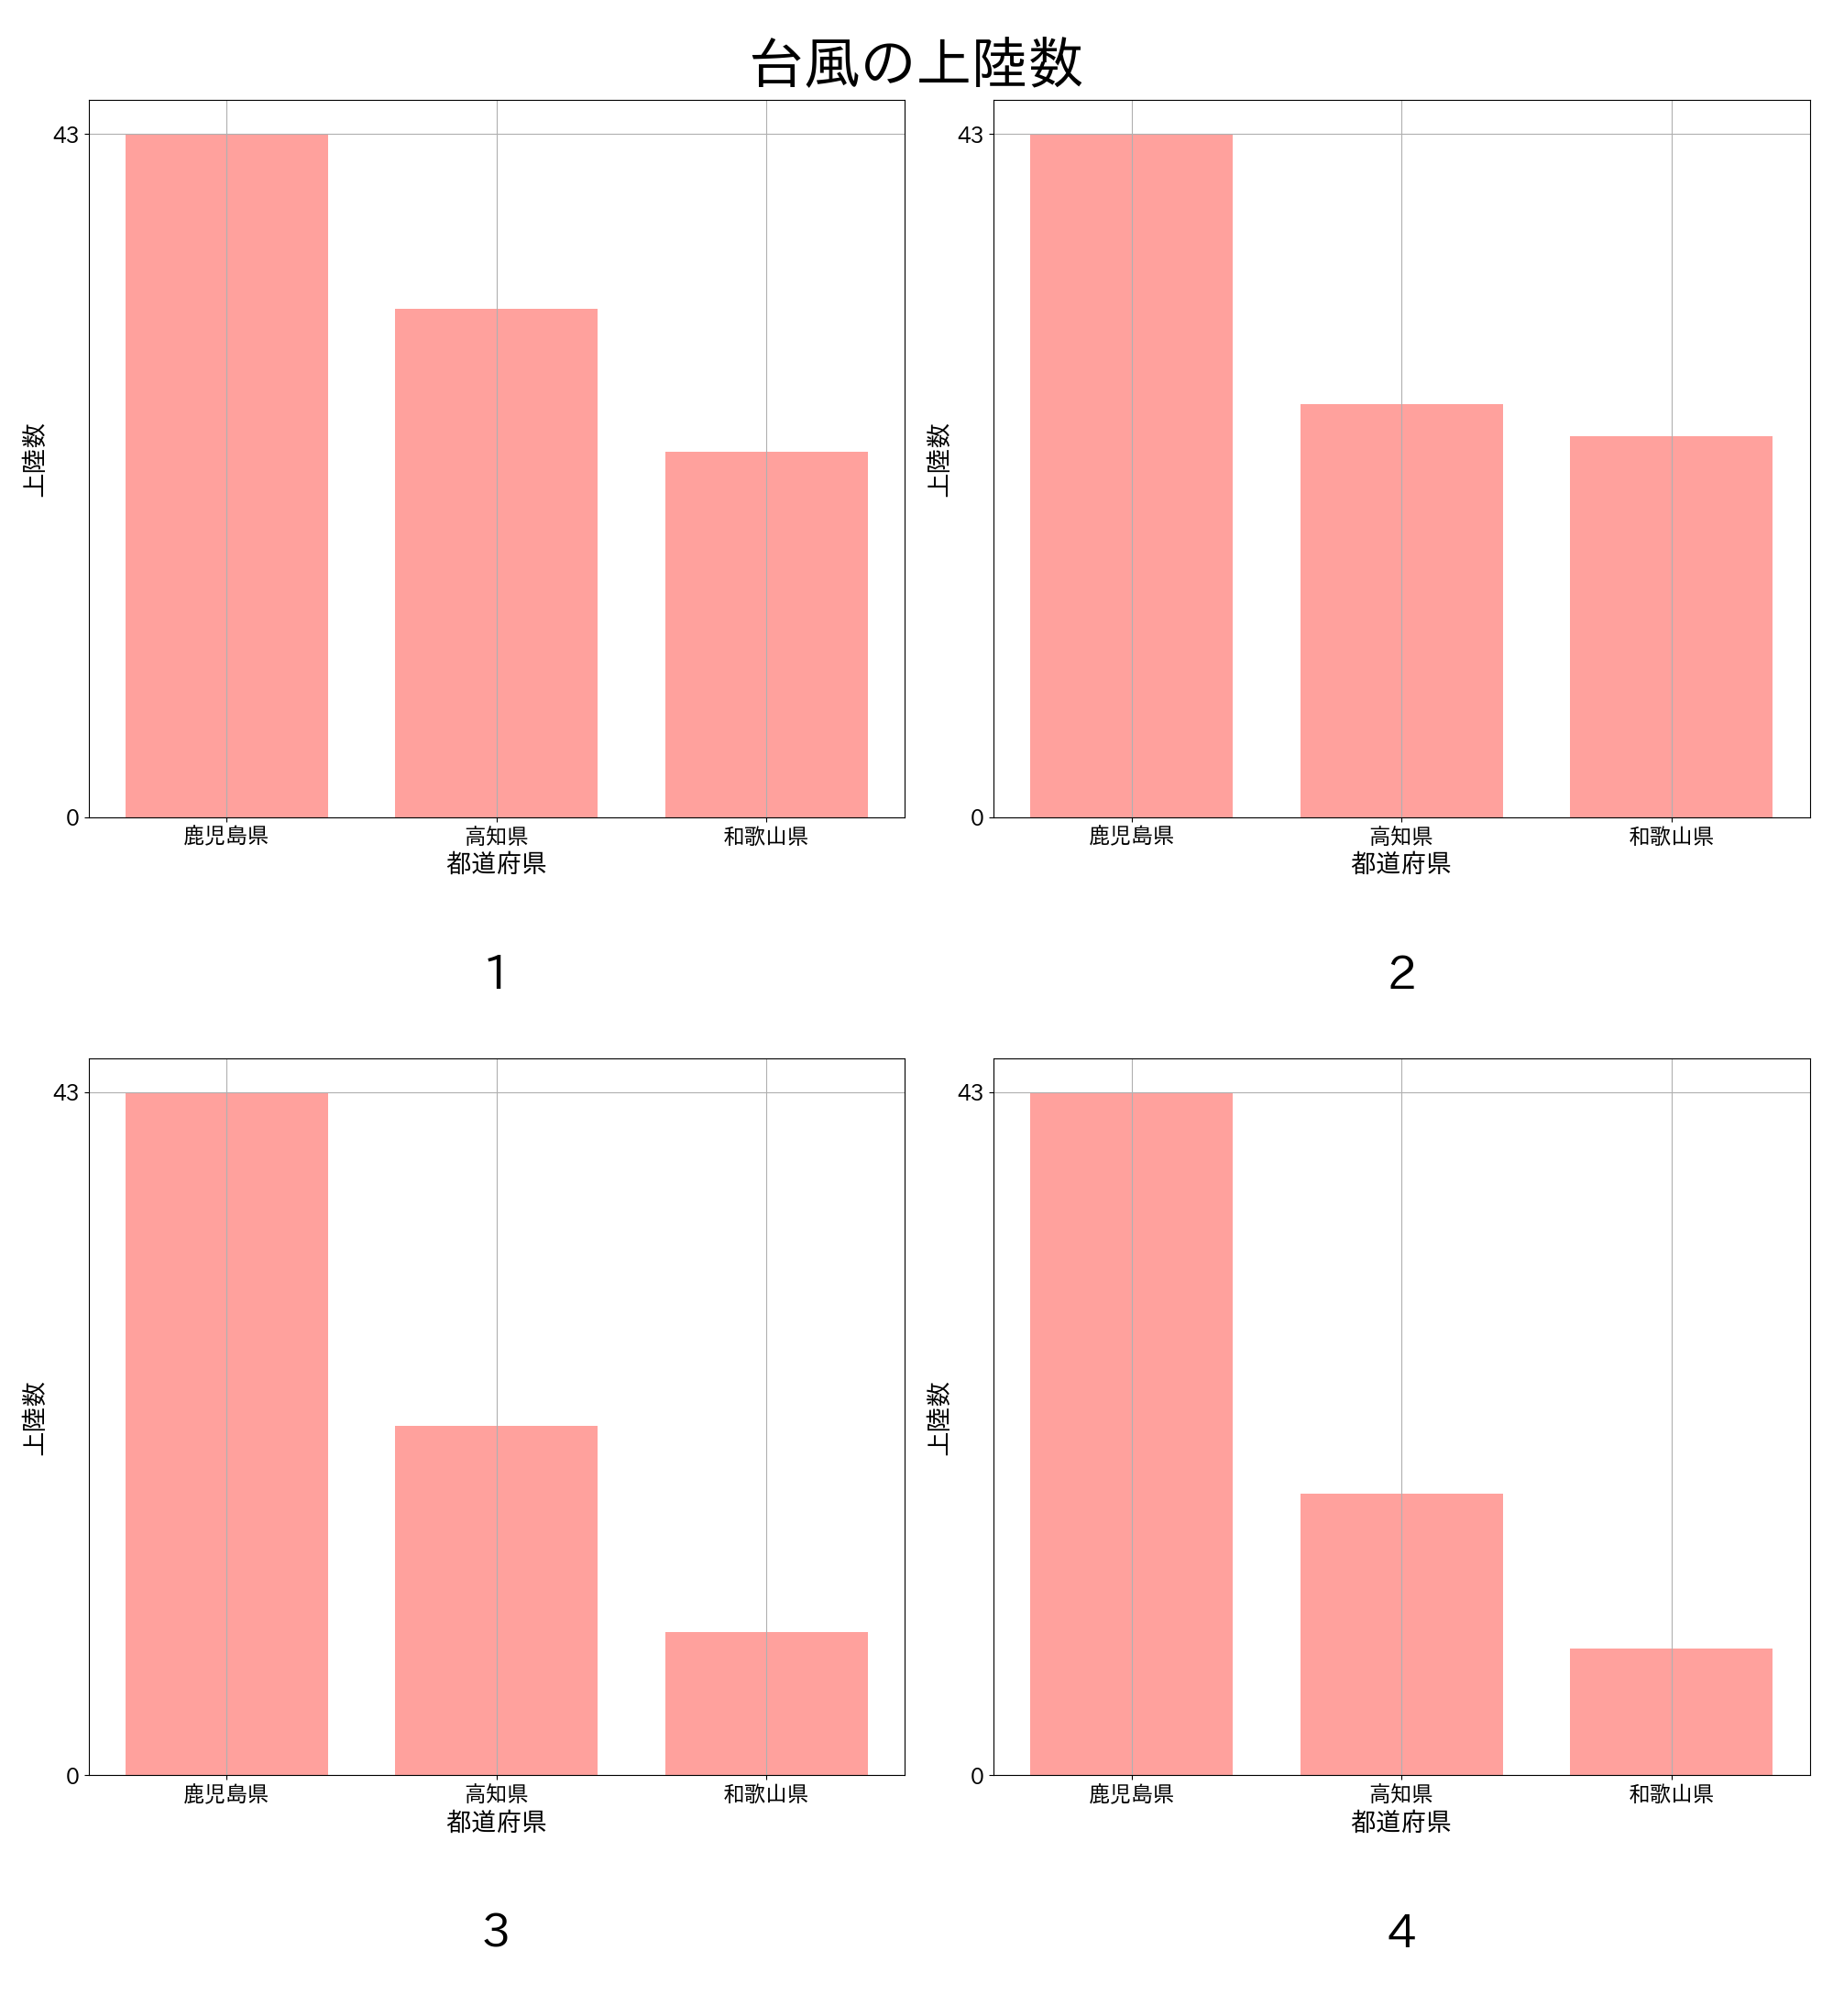 台風の上陸数
43
0
上陸数
鹿児島県 高知県 和歌山県
都道府県
1
43
0
上陸数
鹿児島県 高知県 和歌山県
都道府県
2
43
0
上陸数
鹿児島県 高知県 和歌山県
都道府県
3
43
0
上陸数
鹿児島県 高知県 和歌山県
都道府県
4